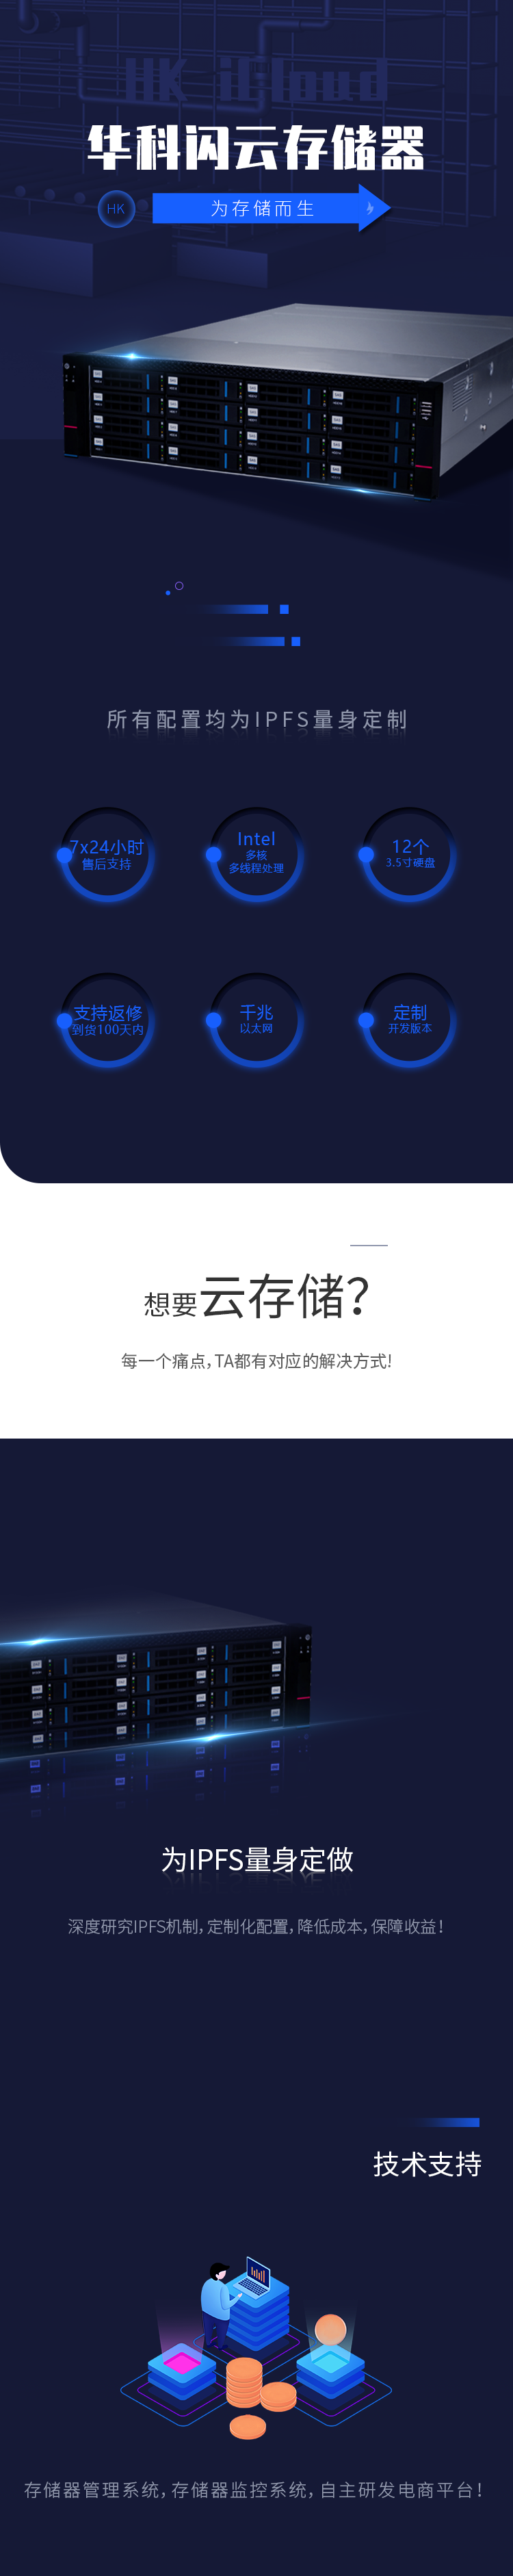 HK iCloud
华科闪云存储器
HK
为存储而生
所有配置均为IPFS量身定制
7x24小时
售后支持
Intel
多核
多线程处理
12个
3.5寸硬盘
支持返修
到货100天内
千兆
以太网
定制
开发版本
想要云存储?
每一个痛点,TA都有对应的解决方式!
为IPFS量身定做
深度研究IPFS机制,定制化配置,降低成本,保障收益!
技术支持
存储器管理系统,存储器监控系统,自主研发电商平台!